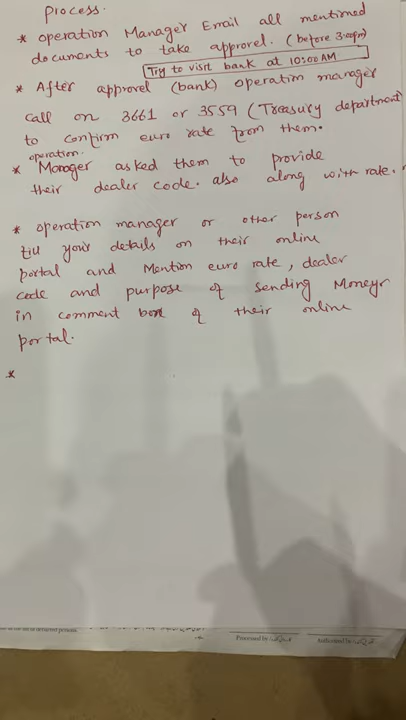 process.
* operation Manager Email all mentioned
documents to take approvel. (before 3:00pm)
Try to visit bank at 10:00 AM
* After approvel (bank) operation manager
call on 3661 or 3559 (Treasury department)
to confirm euro rate from them.
operation.
* Manager asked them to provide
their dealer code. also along with rate.
* operation manager or other person
fill your details on their online
portal and Mention euro rate, dealer
code and purpose of sending Money
in comment box of their online
portal.
*
Processed by
Authorized by